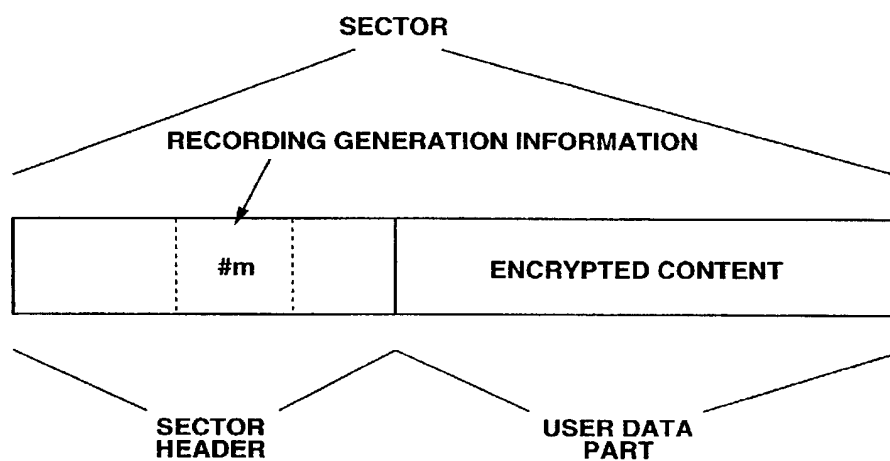 SECTOR
RECORDING GENERATION INFORMATION
#m
ENCRYPTED CONTENT
SECTOR
HEADER
USER DATA
PART